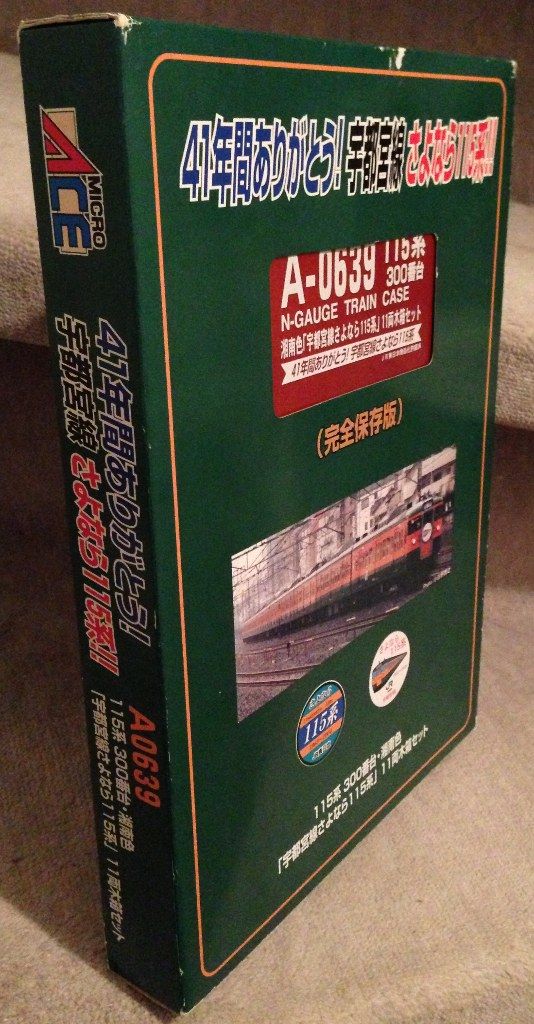 MICRO
ACE
41年間ありがとう!
宇都宮線 さよなら115系!!
A0639
115系 300番台・湘南色
「宇都宮線さよなら115系」 11両木箱セット
41年間ありがとう! 宇都宮線 さよなら115系!!
A-0639 115系
300番台
N-GAUGE TRAIN CASE
湘南色「宇都宮線さよなら115系」11両木箱セット
41年間ありがとう! 宇都宮線さよなら115系
(完全保存版)
115系
さよなら
115系
115系 300番台・湘南色
「宇都宮線さよなら115系」 11両木箱セット